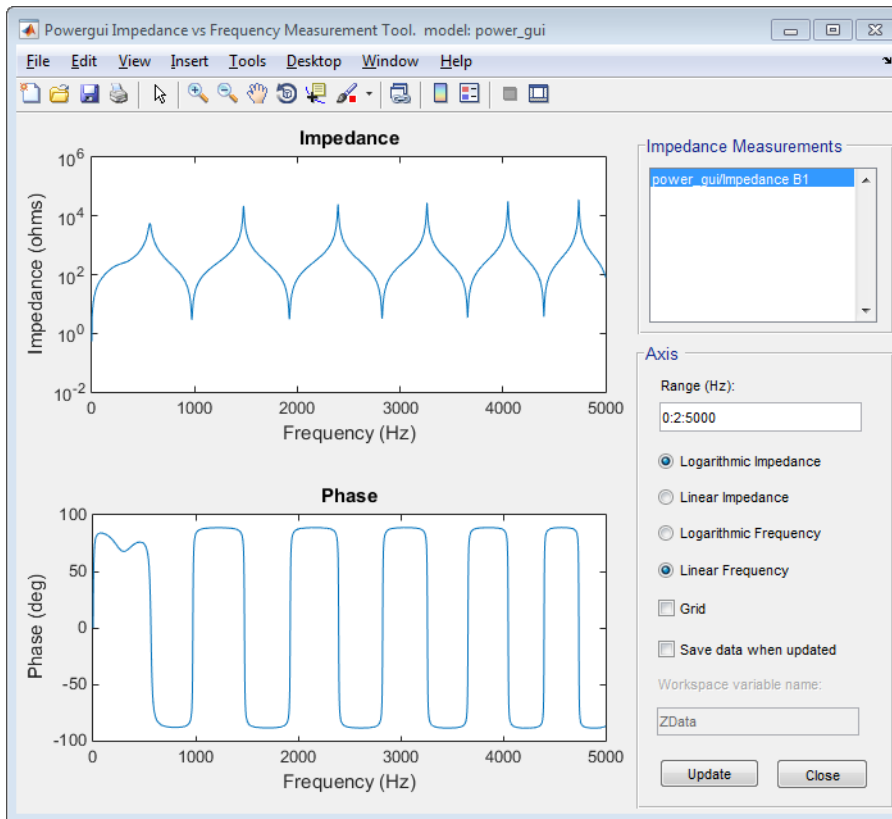 Powergui Impedance vs Frequency Measurement Tool. model: power_gui
File Edit View Insert Tools Desktop Window Help
Impedance
10^6
10^4
10^2
10^0
10^-2
Impedance (ohms)
0 1000 2000 3000 4000 5000
Frequency (Hz)
Phase
100
50
0
-50
-100
Phase (deg)
0 1000 2000 3000 4000 5000
Frequency (Hz)
Impedance Measurements
power_gui/Impedance B1
Axis
Range (Hz):
0:2:5000
Logarithmic Impedance
Linear Impedance
Logarithmic Frequency
Linear Frequency
Grid
Save data when updated
Workspace variable name:
ZData
Update Close